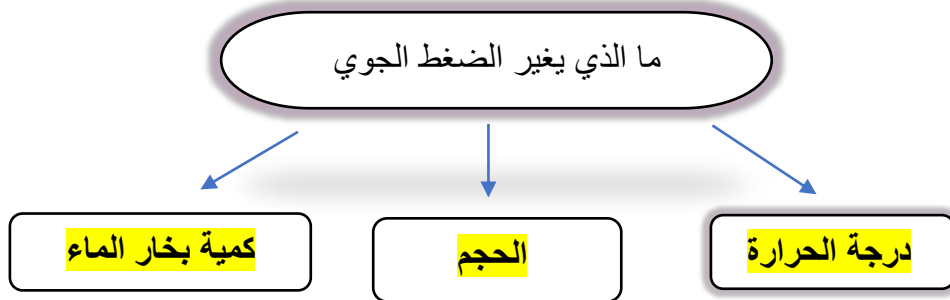 ما الذي يغير الضغط الجوي
درجة الحرارة
الحجم
كمية بخار الماء